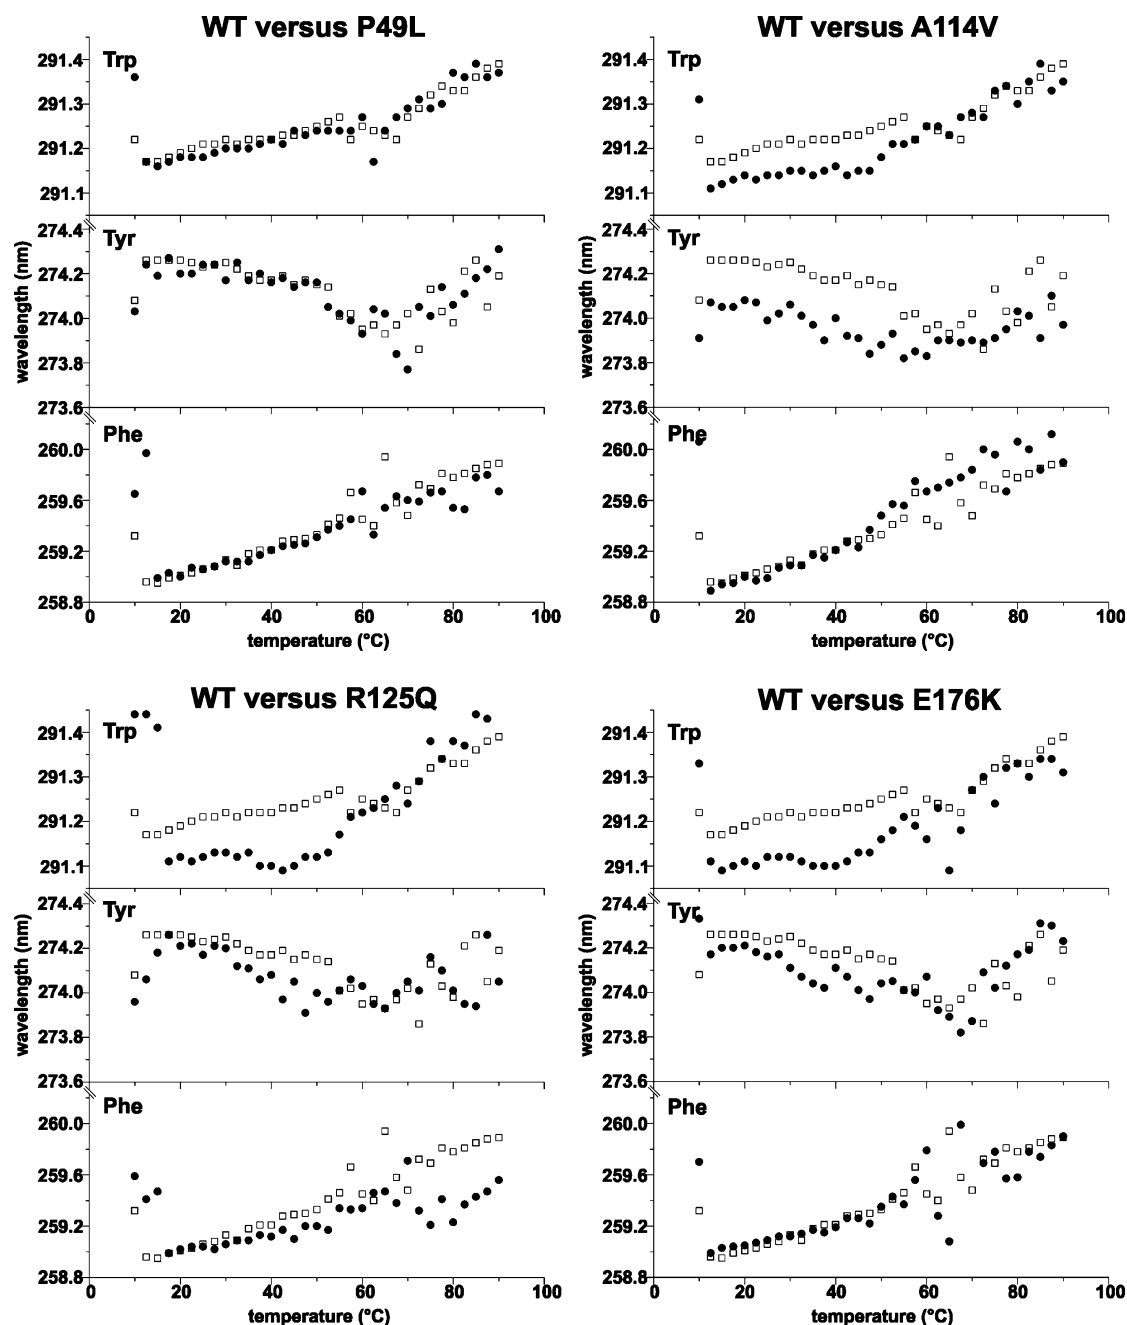 WT versus P49L
WT versus A114V
Trp
291.4
291.3
291.2
291.1
Trp
291.4
291.3
291.2
291.1
wavelength (nm)
Tyr
274.4
274.2
274.0
273.8
273.6
wavelength (nm)
Tyr
274.4
274.2
274.0
273.8
273.6
Phe
260.0
259.6
259.2
258.8
Phe
260.0
259.6
259.2
258.8
0 20 40 60 80 100
temperature (°C)
0 20 40 60 80 100
temperature (°C)
WT versus R125Q
WT versus E176K
Trp
291.4
291.3
291.2
291.1
Trp
291.4
291.3
291.2
291.1
wavelength (nm)
Tyr
274.4
274.2
274.0
273.8
273.6
wavelength (nm)
Tyr
274.4
274.2
274.0
273.8
273.6
Phe
260.0
259.6
259.2
258.8
Phe
260.0
259.6
259.2
258.8
0 20 40 60 80 100
temperature (°C)
0 20 40 60 80 100
temperature (°C)